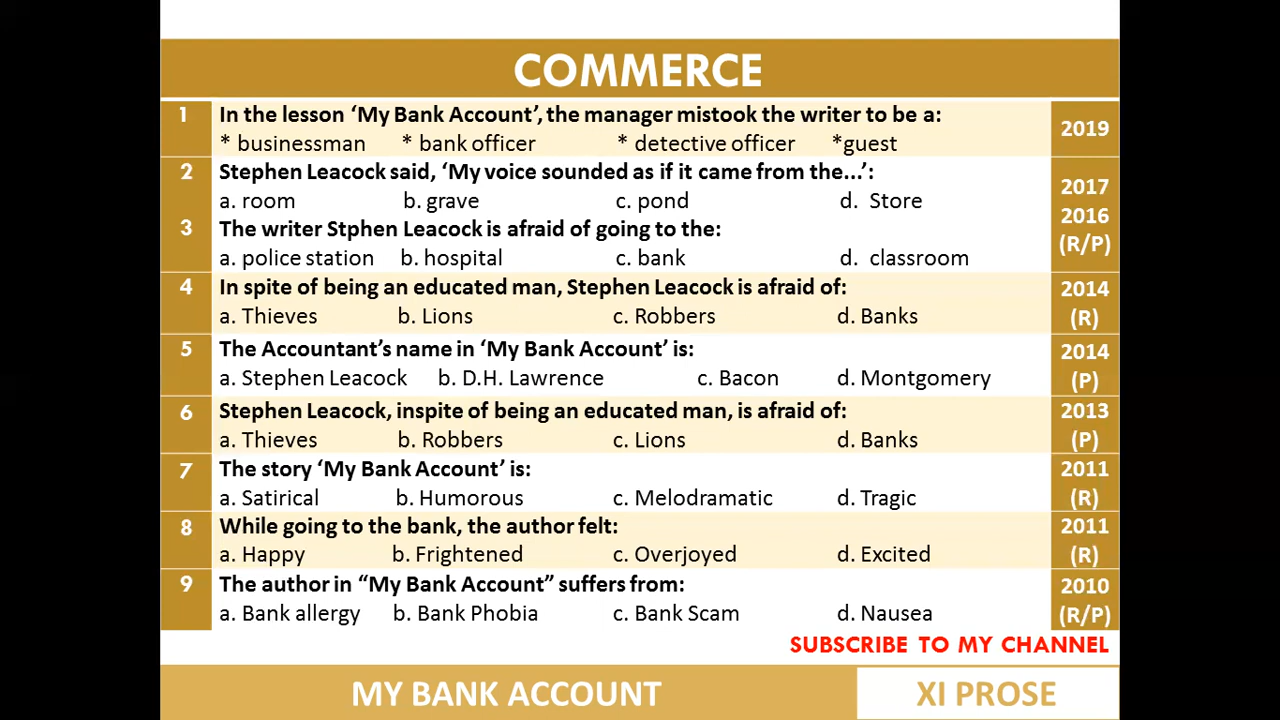 COMMERCE
1 In the lesson ‘My Bank Account’, the manager mistook the writer to be a: 2019
* businessman * bank officer * detective officer *guest
2 Stephen Leacock said, ‘My voice sounded as if it came from the...’: 2017
a. room b. grave c. pond d. Store 2016
3 The writer Stphen Leacock is afraid of going to the: (R/P)
a. police station b. hospital c. bank d. classroom
4 In spite of being an educated man, Stephen Leacock is afraid of: 2014
a. Thieves b. Lions c. Robbers d. Banks (R)
5 The Accountant’s name in ‘My Bank Account’ is: 2014
a. Stephen Leacock b. D.H. Lawrence c. Bacon d. Montgomery (P)
6 Stephen Leacock, inspite of being an educated man, is afraid of: 2013
a. Thieves b. Robbers c. Lions d. Banks (P)
7 The story ‘My Bank Account’ is: 2011
a. Satirical b. Humorous c. Melodramatic d. Tragic (R)
8 While going to the bank, the author felt: 2011
a. Happy b. Frightened c. Overjoyed d. Excited (R)
9 The author in “My Bank Account” suffers from: 2010
a. Bank allergy b. Bank Phobia c. Bank Scam d. Nausea (R/P)
SUBSCRIBE TO MY CHANNEL
MY BANK ACCOUNT XI PROSE